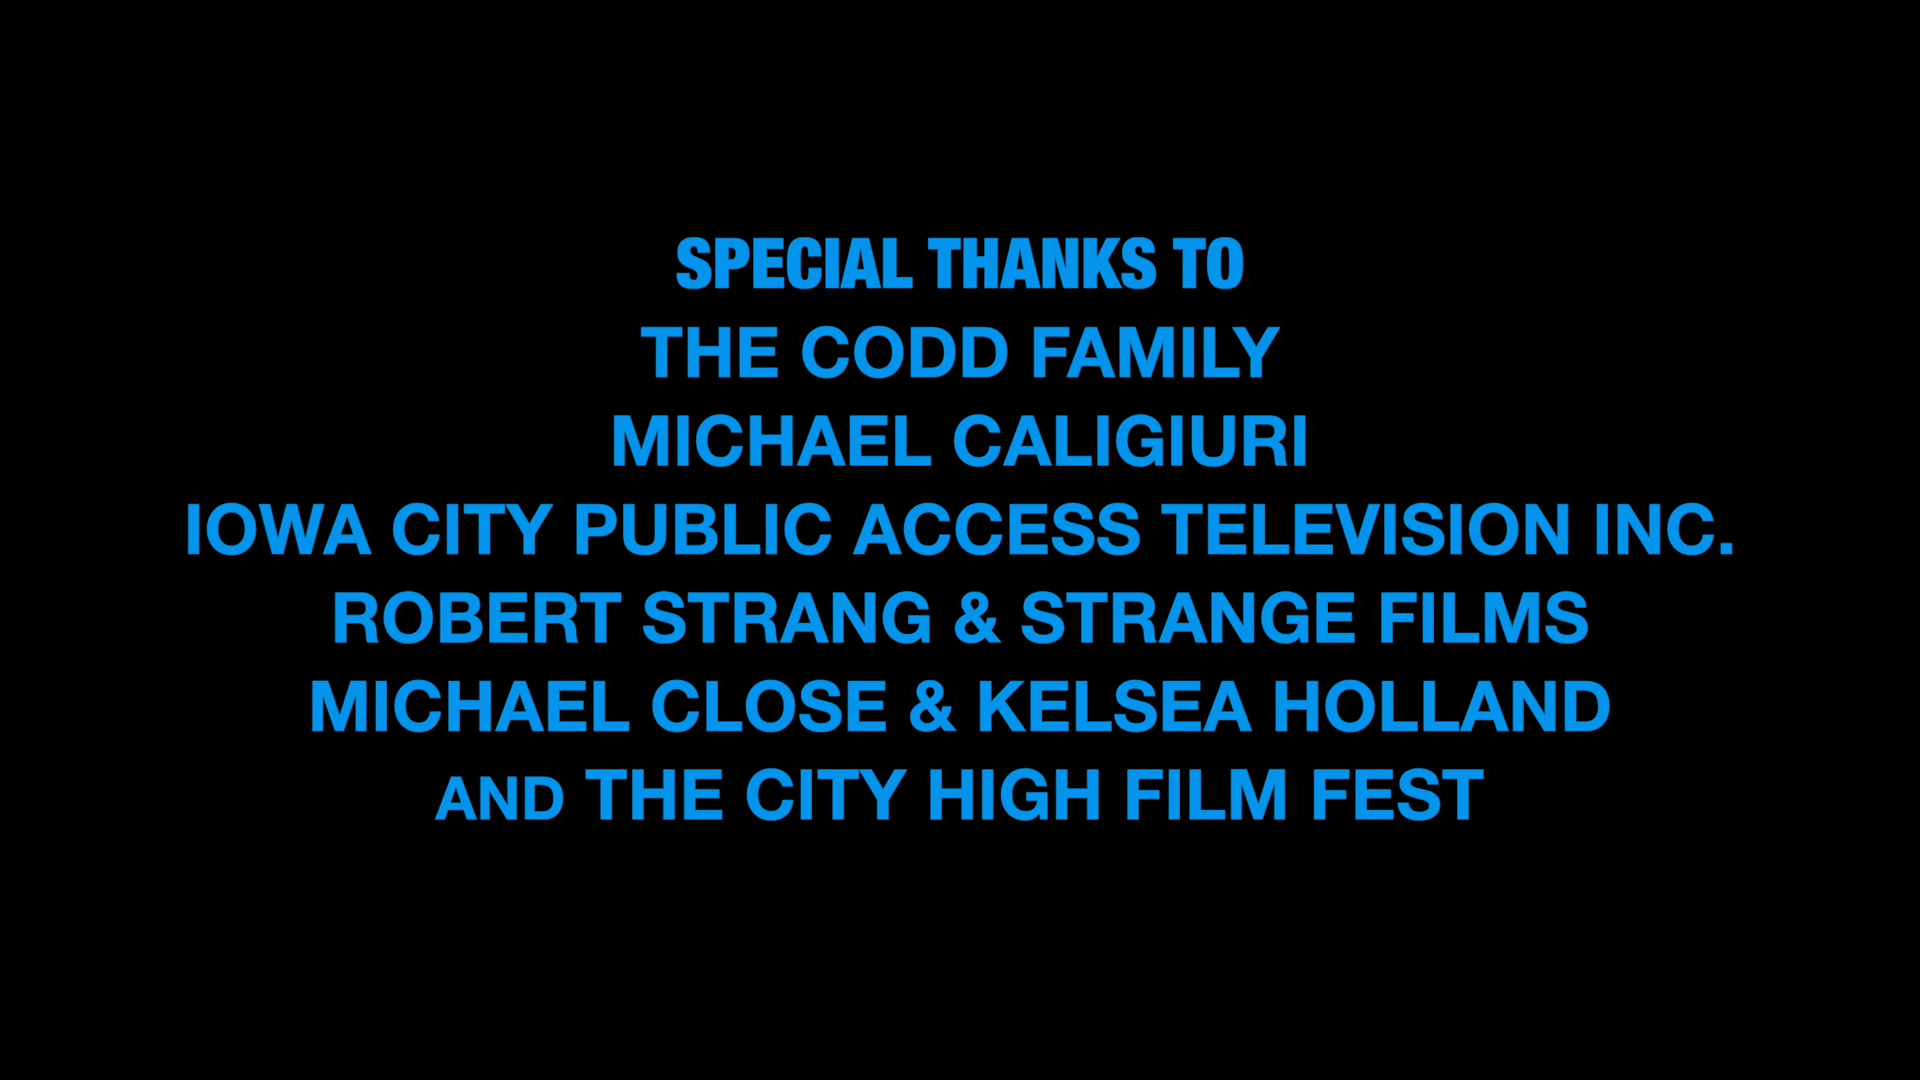 SPECIAL THANKS TO
THE CODD FAMILY
MICHAEL CALIGIURI
IOWA CITY PUBLIC ACCESS TELEVISION INC.
ROBERT STRANG & STRANGE FILMS
MICHAEL CLOSE & KELSEA HOLLAND
AND THE CITY HIGH FILM FEST